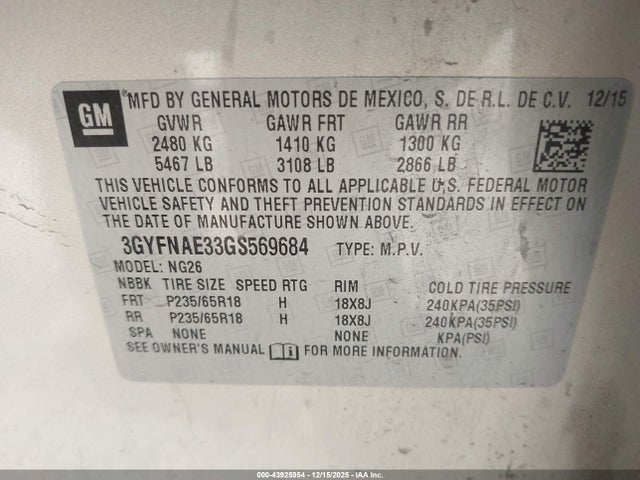 GM
MFD BY GENERAL MOTORS DE MEXICO, S. DE R.L. DE C.V. 12/15
GVWR GAWR FRT GAWR RR
2480 KG 1410 KG 1300 KG
5467 LB 3108 LB 2866 LB
THIS VEHICLE CONFORMS TO ALL APPLICABLE U.S. FEDERAL MOTOR
VEHICLE SAFETY AND THEFT PREVENTION STANDARDS IN EFFECT ON
THE DATE OF MANUFACTURE SHOWN ABOVE.
3GYFNAE33GS569684 TYPE: M.P.V.
MODEL: NG26
NBBK TIRE SIZE SPEED RTG RIM COLD TIRE PRESSURE
FRT P235/65R18 H 18X8J 240KPA(35PSI)
RR P235/65R18 H 18X8J 240KPA(35PSI)
SPA NONE NONE KPA(PSI)
SEE OWNER'S MANUAL i FOR MORE INFORMATION.
000-43925954 - 12/15/2025 - IAAI.com